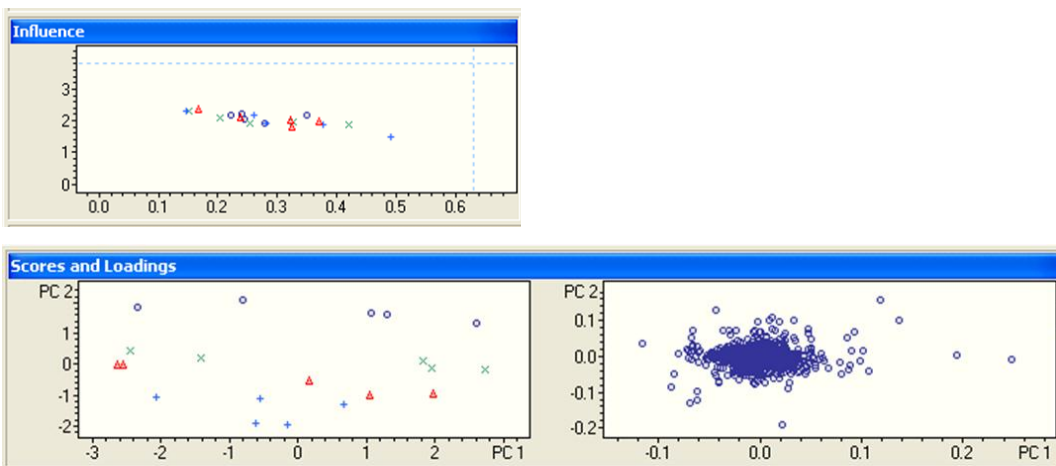 Influence
3
2
1
0
0.0 0.1 0.2 0.3 0.4 0.5 0.6
Scores and Loadings
PC 2
1
0
-1
-2
-3 -2 -1 0 1 2 PC 1
PC 2
0.1
0.0
-0.1
-0.2
-0.1 0.0 0.1 0.2 PC 1